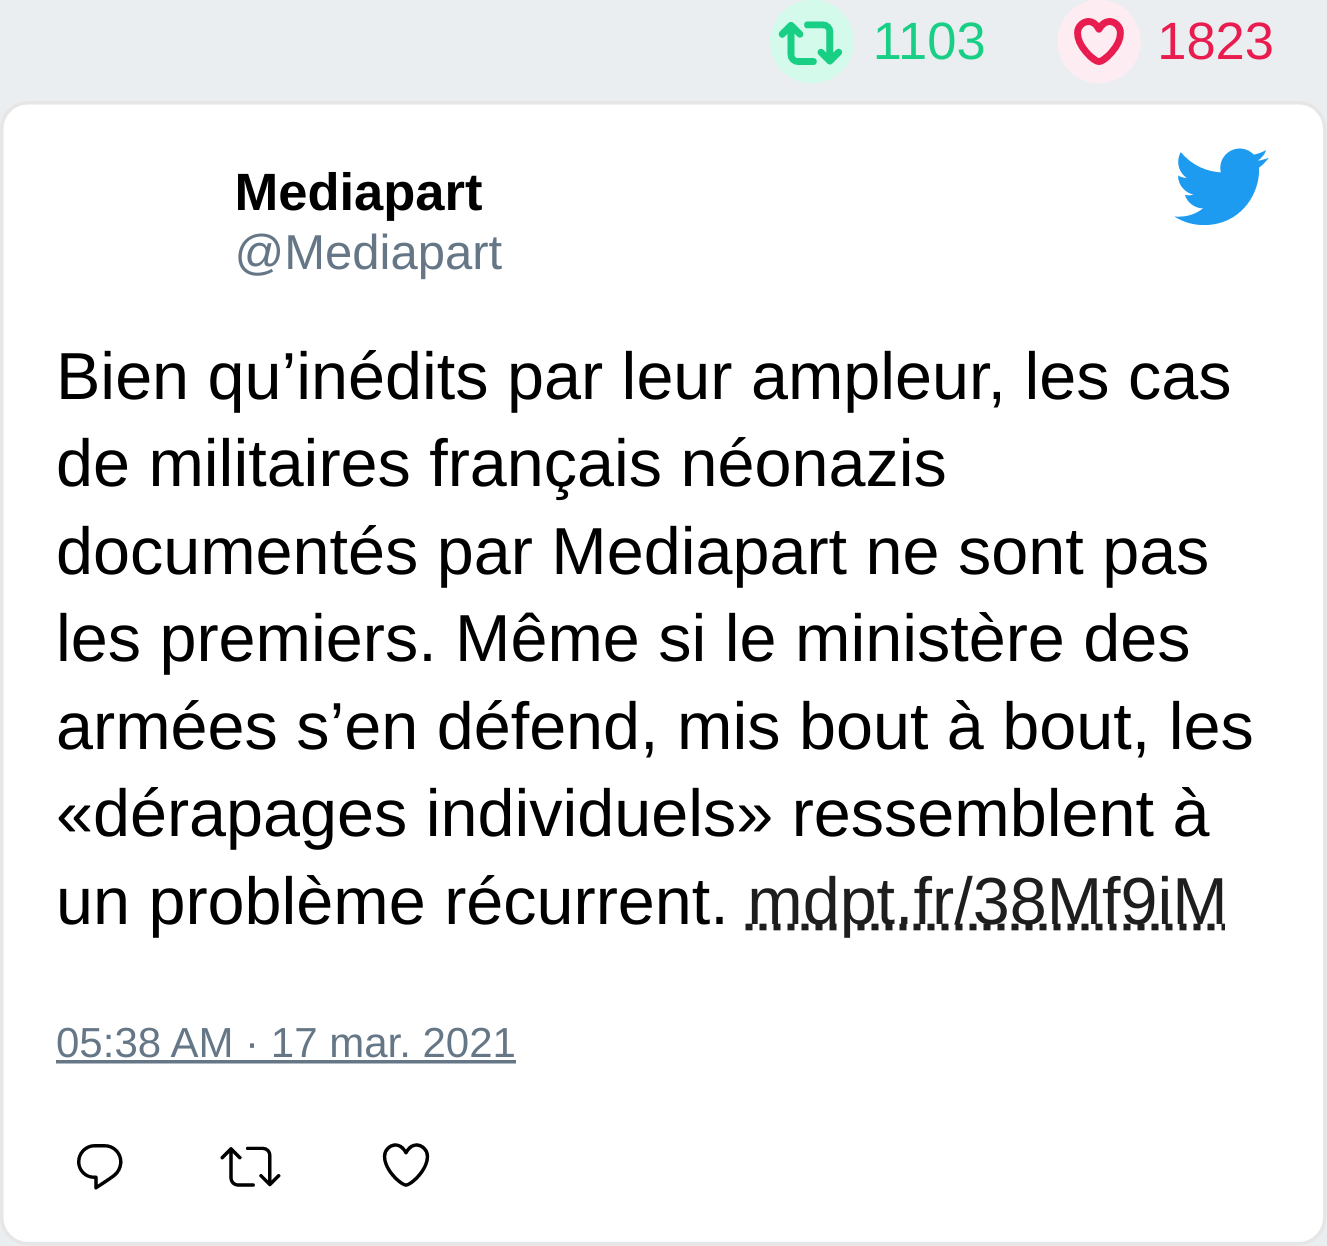 1103 1823
Mediapart
@Mediapart
Bien qu’inédits par leur ampleur, les cas
de militaires français néonazis
documentés par Mediapart ne sont pas
les premiers. Même si le ministère des
armées s’en défend, mis bout à bout, les
«dérapages individuels» ressemblent à
un problème récurrent. mdpt.fr/38Mf9iM
05:38 AM · 17 mar. 2021